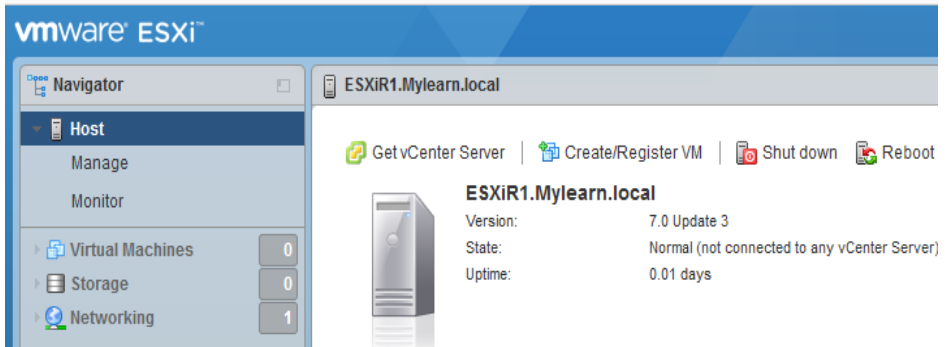 vmware® ESXi™
Navigator
ESXiR1.Mylearn.local
Host
Manage
Monitor
Virtual Machines 0
Storage 0
Networking 1
Get vCenter Server | Create/Register VM | Shut down Reboot
ESXiR1.Mylearn.local
Version: 7.0 Update 3
State: Normal (not connected to any vCenter Server)
Uptime: 0.01 days